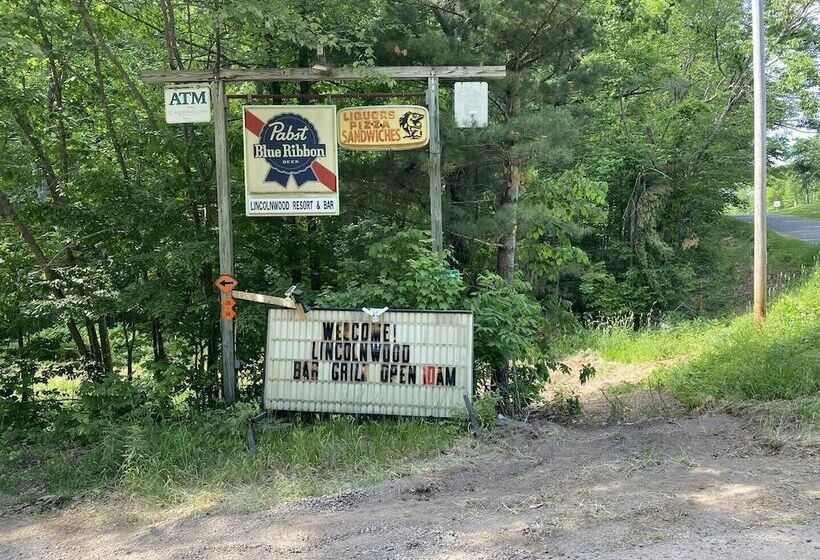 ATM
Pabst
Blue Ribbon
BEER
LINCOLNWOOD RESORT & BAR
LIQUORS
PIZZA
SANDWICHES
WELCOME!
LINCOLNWOOD
BAR GRILL OPEN 10AM